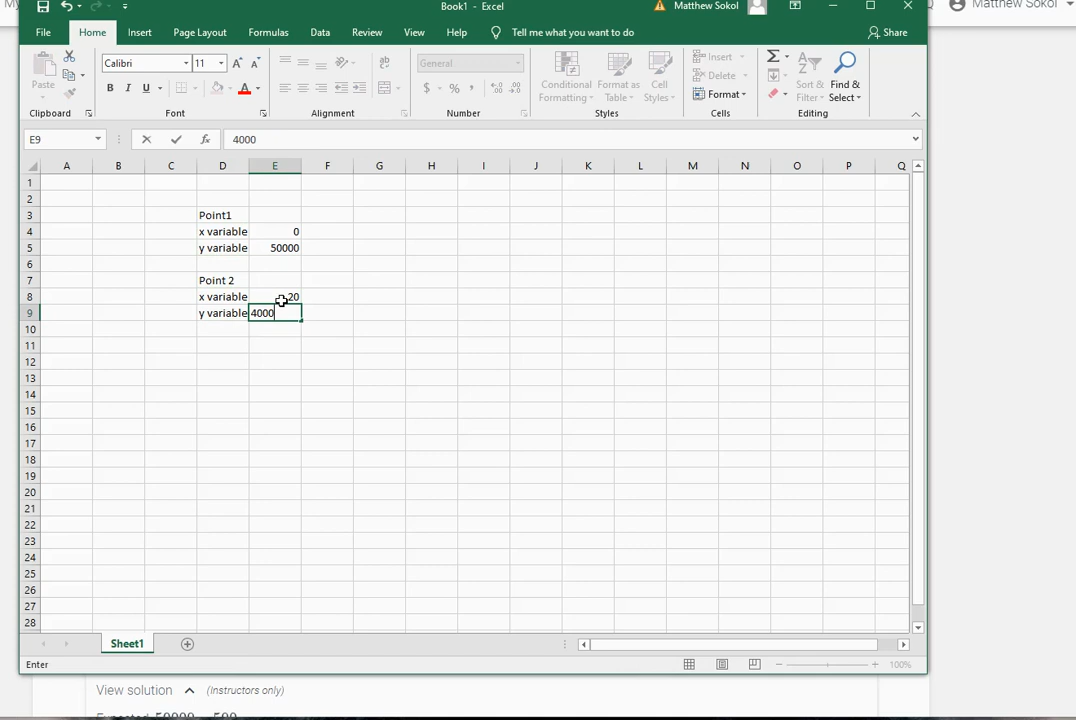 My
Matthew Sokol
Book1 - Excel
Matthew Sokol
File Home Insert Page Layout Formulas Data Review View Help Tell me what you want to do Share
Paste
Calibri 11
B I U A
General
$ % ,
Conditional Formatting
Format as Table
Cell Styles
Insert
Delete
Format
Sort & Filter
Find & Select
Clipboard Font Alignment Number Styles Cells Editing
E9 fx 4000
A B C D E F G H I J K L M N O P Q
1
2
3 Point1
4 x variable 0
5 y variable 50000
6
7 Point 2
8 x variable 20
9 y variable 4000
10
11
12
13
14
15
16
17
18
19
20
21
22
23
24
25
26
27
28
Sheet1
Enter 100%
View solution (Instructors only)